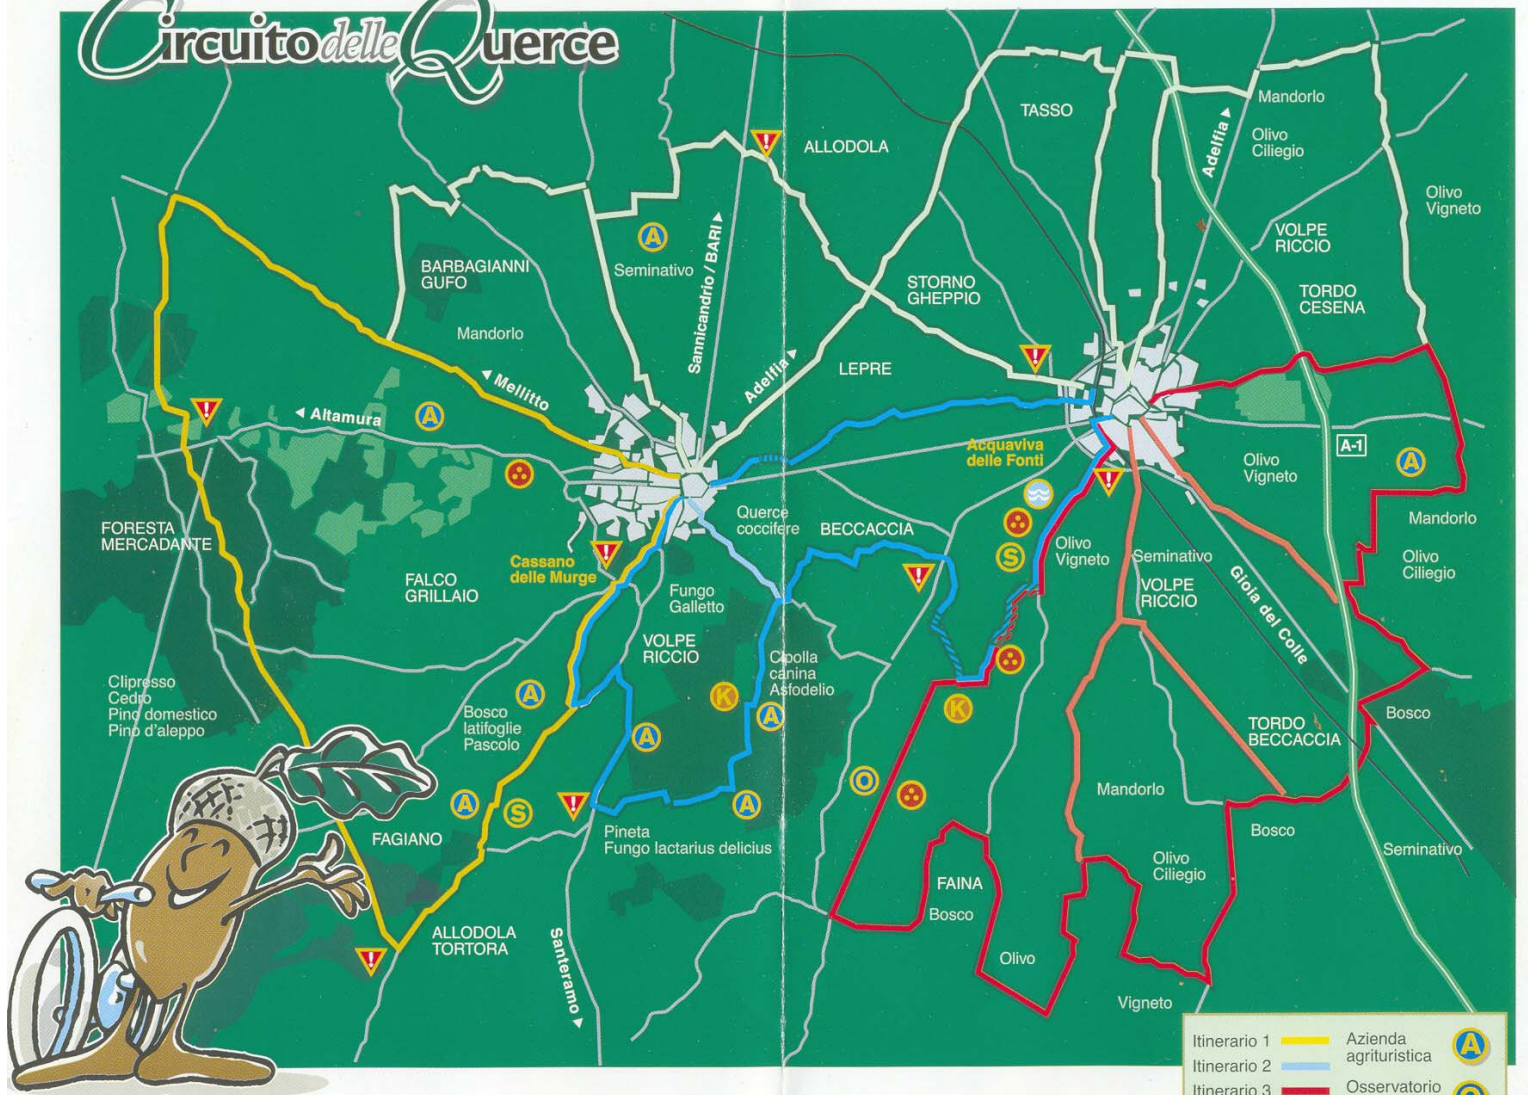 Circuito delle Querce
TASSO
Mandorlo
Adelfia
Olivo
Ciliegio
ALLODOLA
Olivo
Vigneto
VOLPE
RICCIO
A
Seminativo
Sannicandrio / BARI
BARBAGIANNI
GUFO
STORNO
GHEPPIO
TORDO
CESENA
Mandorlo
LEPRE
Adelfia
Mellitto
Altamura
A
Acquaviva
delle Fonti
A-1
A
Olivo
Vigneto
Querce
coccifere
BECCACCIA
Mandorlo
FORESTA
MERCADANTE
Cassano
delle Murge
S
Olivo
Vigneto
Seminativo
Olivo
Ciliegio
FALCO
GRILLAIO
Fungo
Galletto
VOLPE
RICCIO
Gioia del Colle
VOLPE
RICCIO
Cipolla
canina
Asfodelio
Clipresso
Cedro
Pino domestico
Pino d'aleppo
A
K
A
K
Bosco
latifoglie
Pascolo
A
TORDO
BECCACCIA
Bosco
A
S
A
O
Mandorlo
FAGIANO
Pineta
Fungo lactarius delicius
Bosco
Seminativo
Olivo
Ciliegio
FAINA
Bosco
ALLODOLA
TORTORA
Santeramo
Olivo
Vigneto
Itinerario 1
Azienda
agrituristica
A
Itinerario 2
Itinerario 3
Osservatorio
O